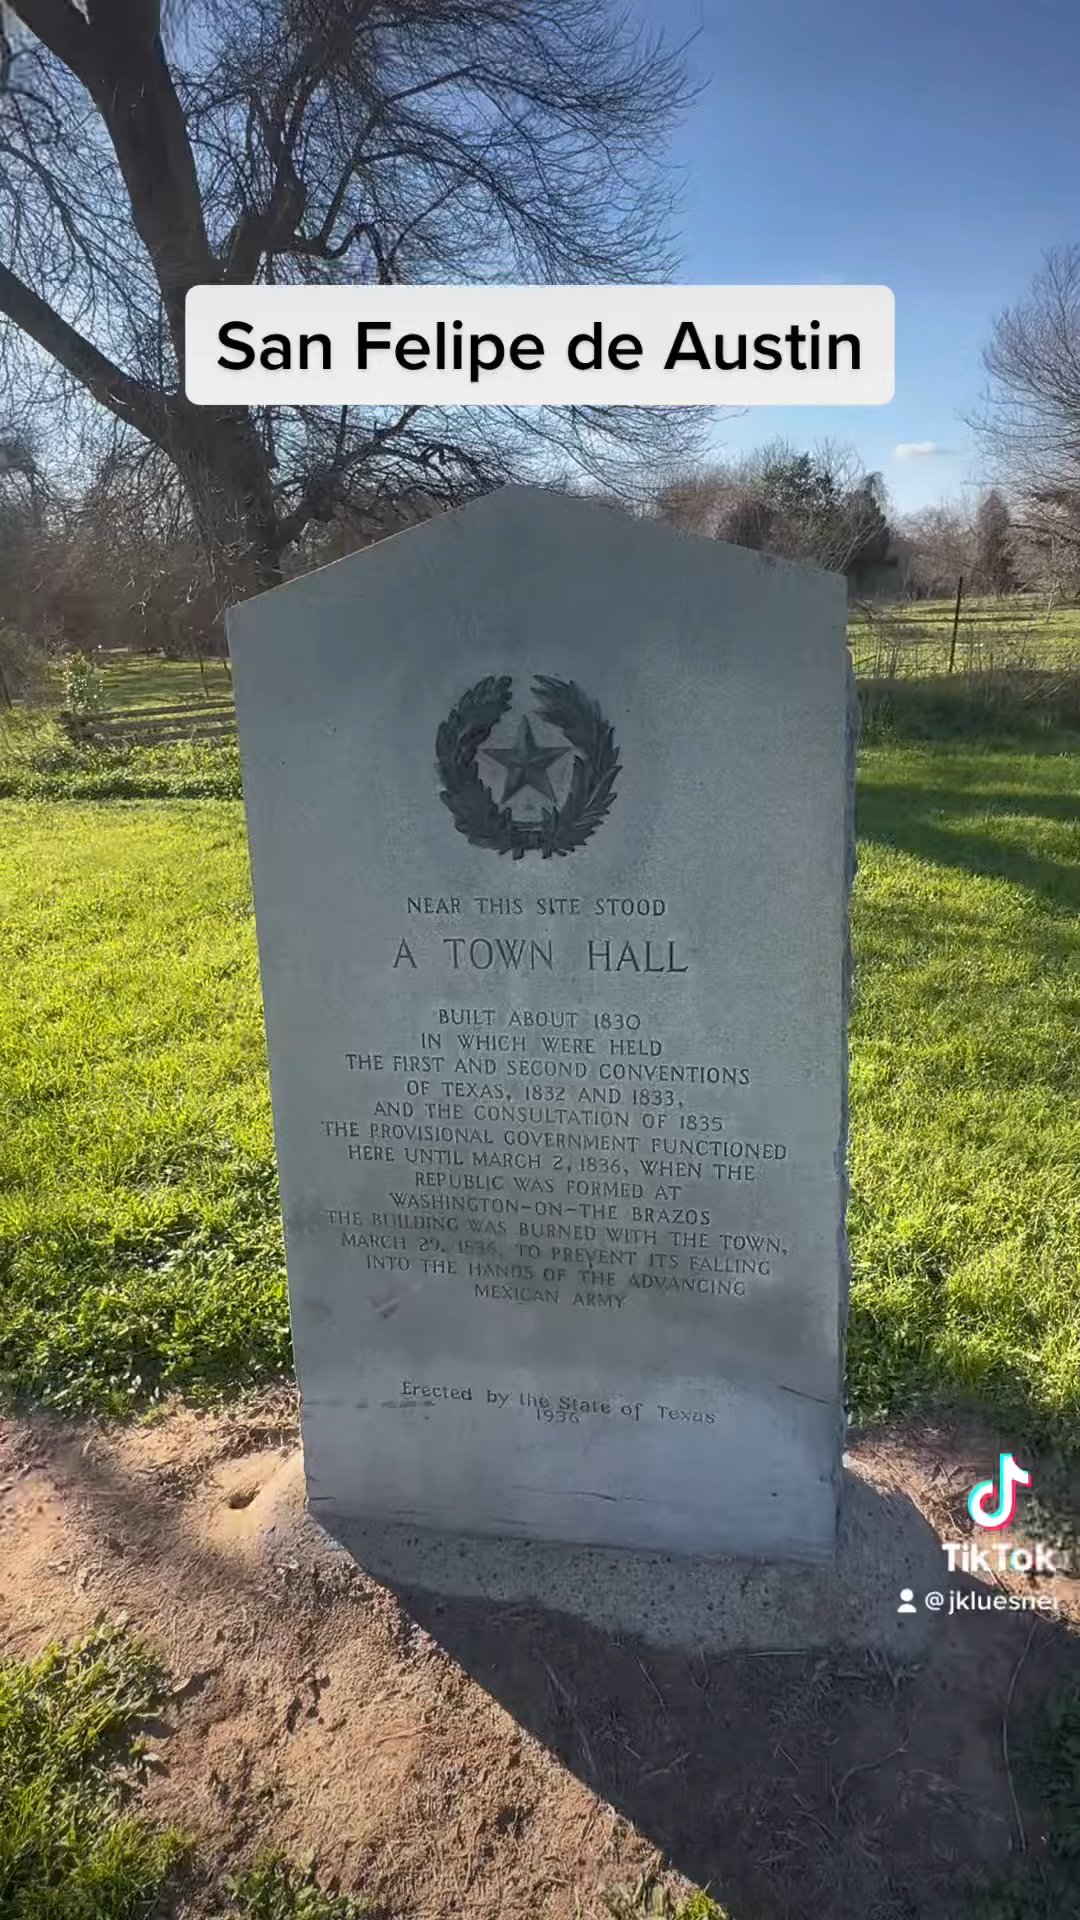 San Felipe de Austin
NEAR THIS SITE STOOD
A TOWN HALL
BUILT ABOUT 1830
IN WHICH WERE HELD
THE FIRST AND SECOND CONVENTIONS
OF TEXAS, 1832 AND 1833,
AND THE CONSULTATION OF 1835
THE PROVISIONAL GOVERNMENT FUNCTIONED
HERE UNTIL MARCH 2, 1836, WHEN THE
REPUBLIC WAS FORMED AT
WASHINGTON-ON-THE BRAZOS
THE BUILDING WAS BURNED WITH THE TOWN,
MARCH 29, 1836, TO PREVENT ITS FALLING
INTO THE HANDS OF THE ADVANCING
MEXICAN ARMY
Erected by the State of Texas
1936
TikTok
@jkluesner